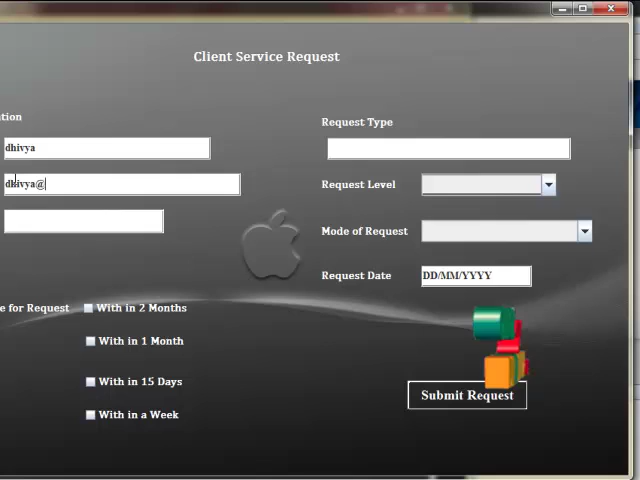 Client Service Request
tion
Request Type
dhivya
dhivya@
Request Level
Mode of Request
Request Date
DD/MM/YYYY
e for Request
With in 2 Months
With in 1 Month
With in 15 Days
With in a Week
Submit Request